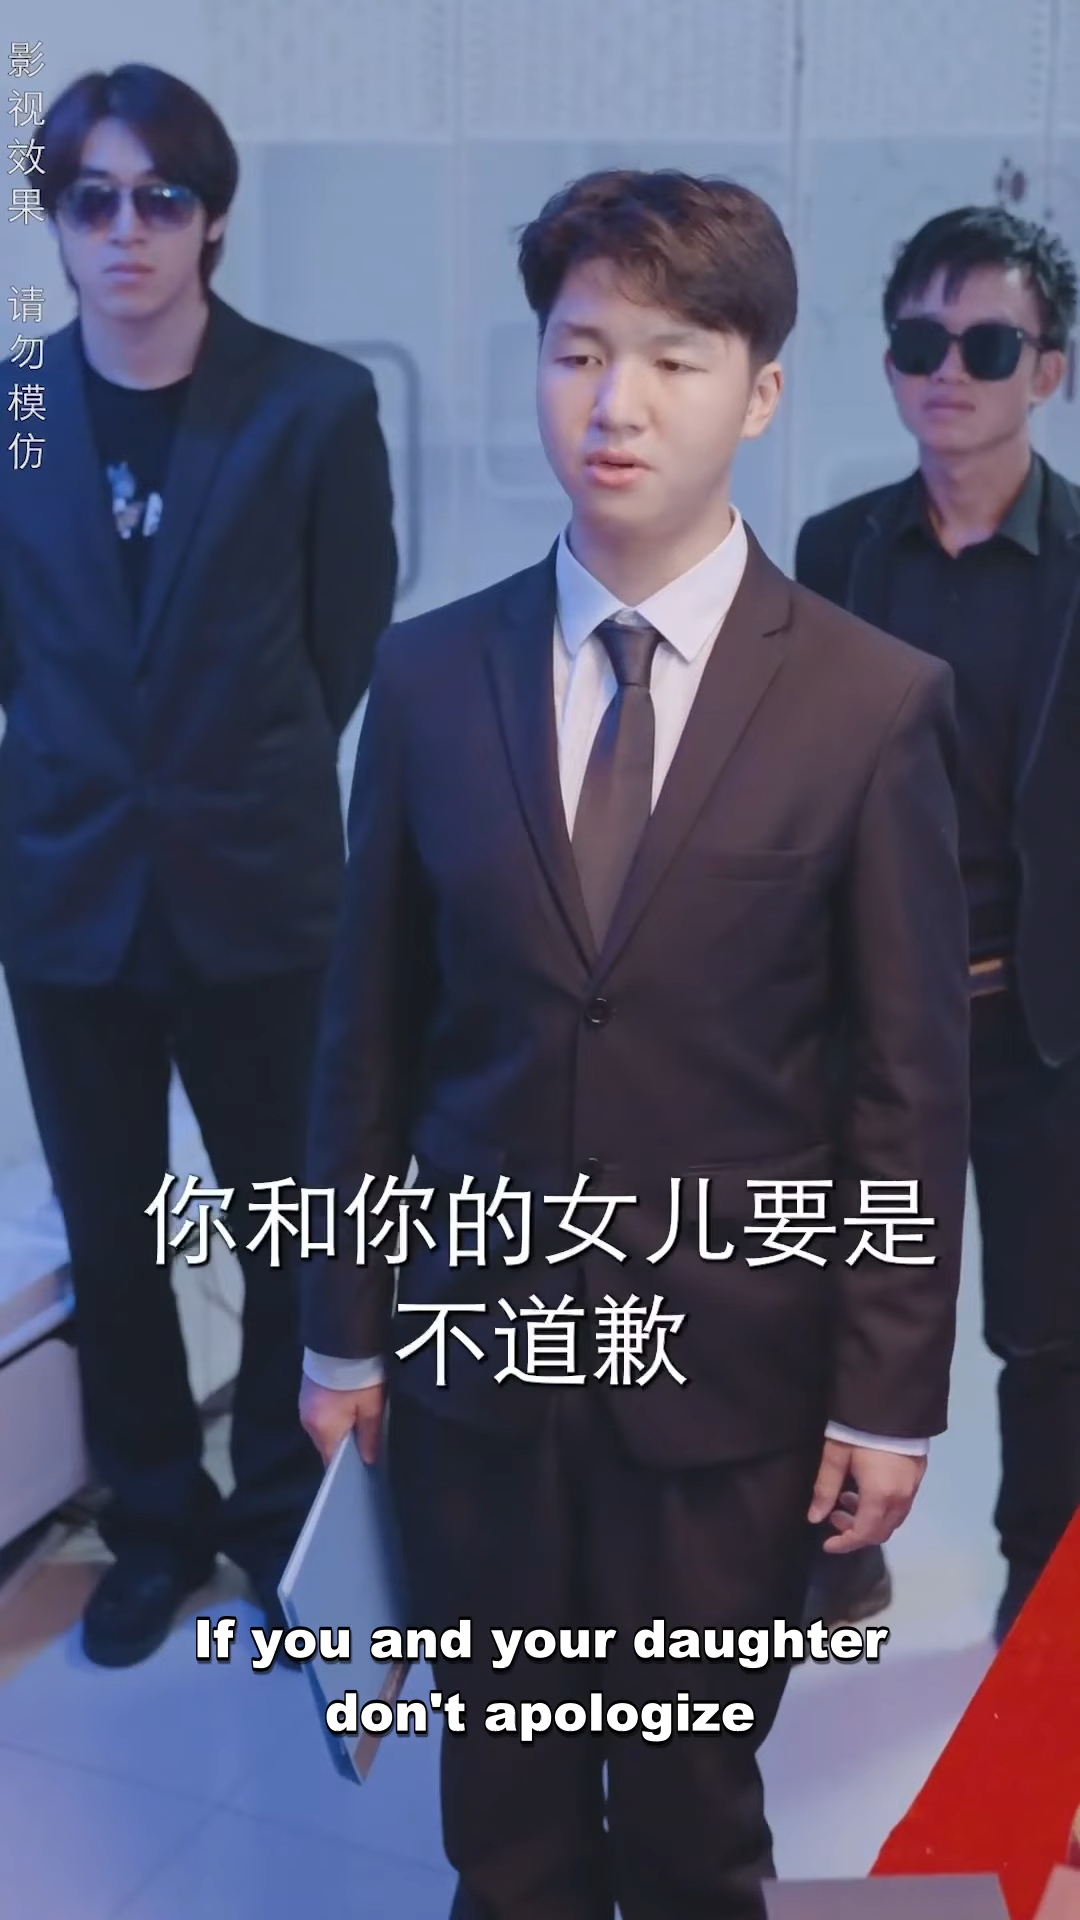 影视效果 请勿模仿
你和你的女儿要是
不道歉
If you and your daughter
don't apologize